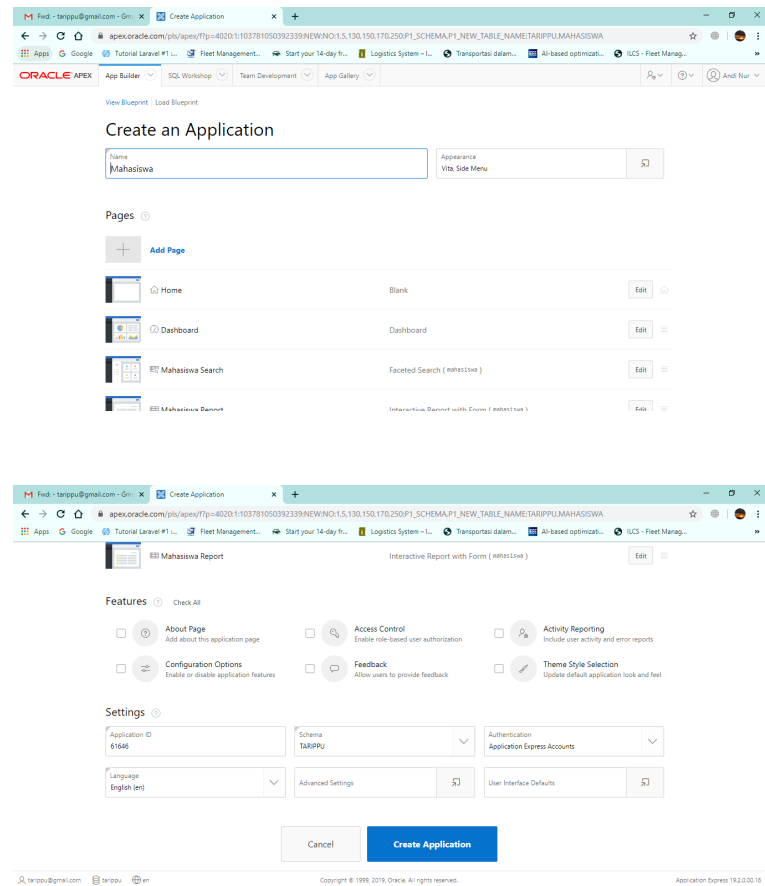 Fwd: - tarippu@gmail.com - Gm
Create Application
apex.oracle.com/pls/apex/f?p=4020:1:103781050392339:NEW:NO:1,5,130,150,170,250:P1_SCHEMA,P1_NEW_TABLE_NAME:TARIPPU,MAHASISWA
Apps Google Tutorial Laravel #1 :... Fleet Management... Start your 14-day fr... Logistics System – I... Transportasi dalam... AI-based optimizati... ILCS - Fleet Manag... »
ORACLE APEX App Builder SQL Workshop Team Development App Gallery Andi Nur
View Blueprint Load Blueprint
Create an Application
Name
Mahasiswa
Appearance
Vita, Side Menu
Pages
Add Page
Home Blank Edit
Dashboard Dashboard Edit
Mahasiswa Search Faceted Search ( mahasiswa ) Edit
Mahasiswa Report Interactive Report with Form ( mahasiswa ) Edit
Fwd: - tarippu@gmail.com - Gm
Create Application
apex.oracle.com/pls/apex/f?p=4020:1:103781050392339:NEW:NO:1,5,130,150,170,250:P1_SCHEMA,P1_NEW_TABLE_NAME:TARIPPU,MAHASISWA
Apps Google Tutorial Laravel #1 :... Fleet Management... Start your 14-day fr... Logistics System – I... Transportasi dalam... AI-based optimizati... ILCS - Fleet Manag... »
Mahasiswa Report Interactive Report with Form ( mahasiswa ) Edit
Features Check All
About Page
Add about this application page
Access Control
Enable role-based user authorization
Activity Reporting
Include user activity and error reports
Configuration Options
Enable or disable application features
Feedback
Allow users to provide feedback
Theme Style Selection
Update default application look and feel
Settings
Application ID
61646
Schema
TARIPPU
Authentication
Application Express Accounts
Language
English (en)
Advanced Settings
User Interface Defaults
Cancel Create Application
tarippu@gmail.com tarippu en Copyright © 1999, 2019, Oracle. All rights reserved. Application Express 19.2.0.00.16